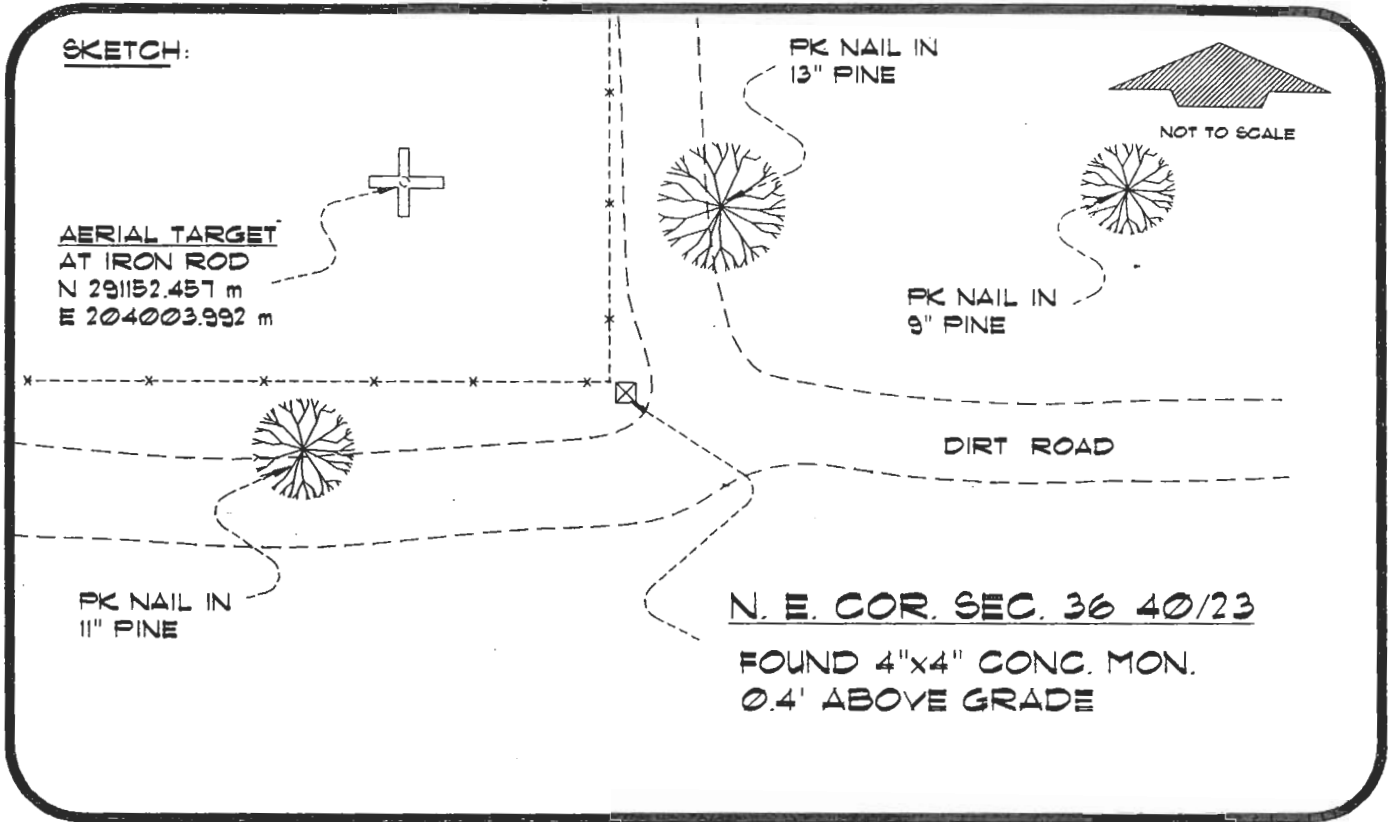 SKETCH:
PK NAIL IN
13" PINE
NOT TO SCALE
AERIAL TARGET
AT IRON ROD
N 291152.457 m
E 204003.992 m
PK NAIL IN
9" PINE
DIRT ROAD
PK NAIL IN
11" PINE
N. E. COR. SEC. 36 40/23
FOUND 4"x4" CONC. MON.
0.4' ABOVE GRADE